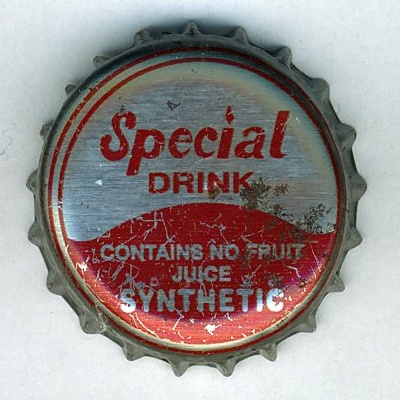 Special
DRINK
CONTAINS NO FRUIT
JUICE
SYNTHETIC